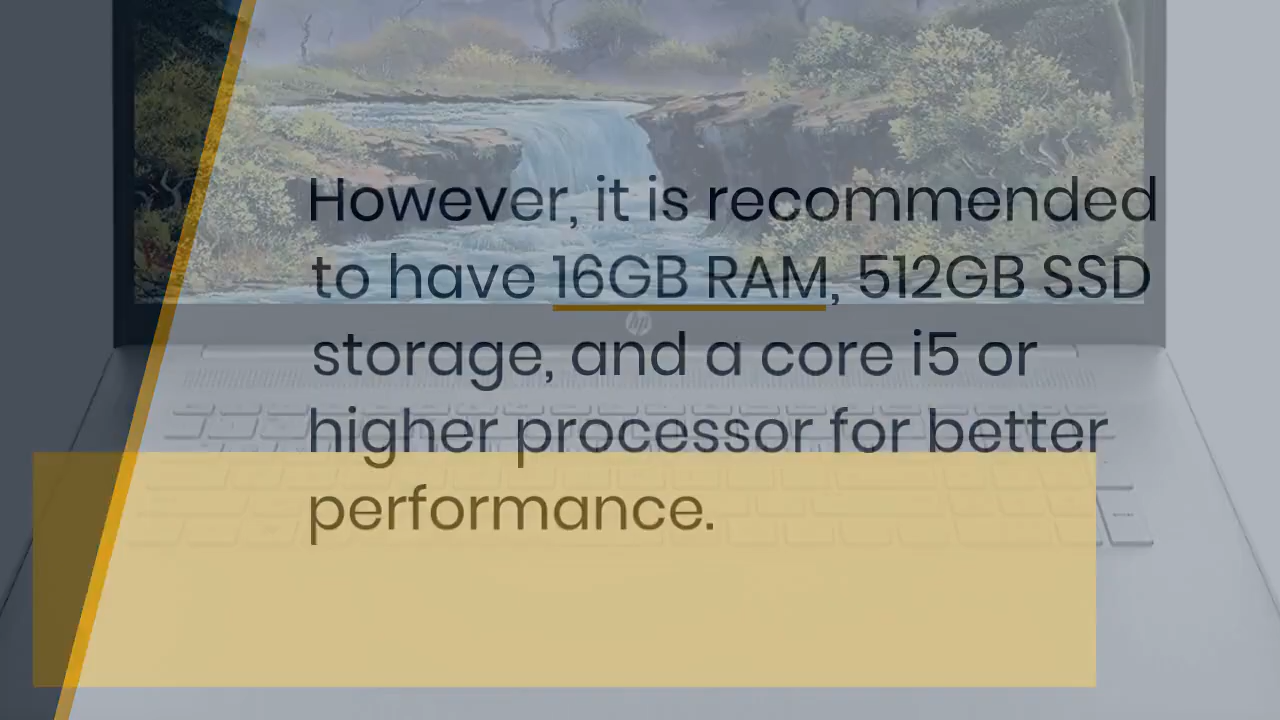 However, it is recommended
to have 16GB RAM, 512GB SSD
storage, and a core i5 or
higher processor for better
performance.
hp